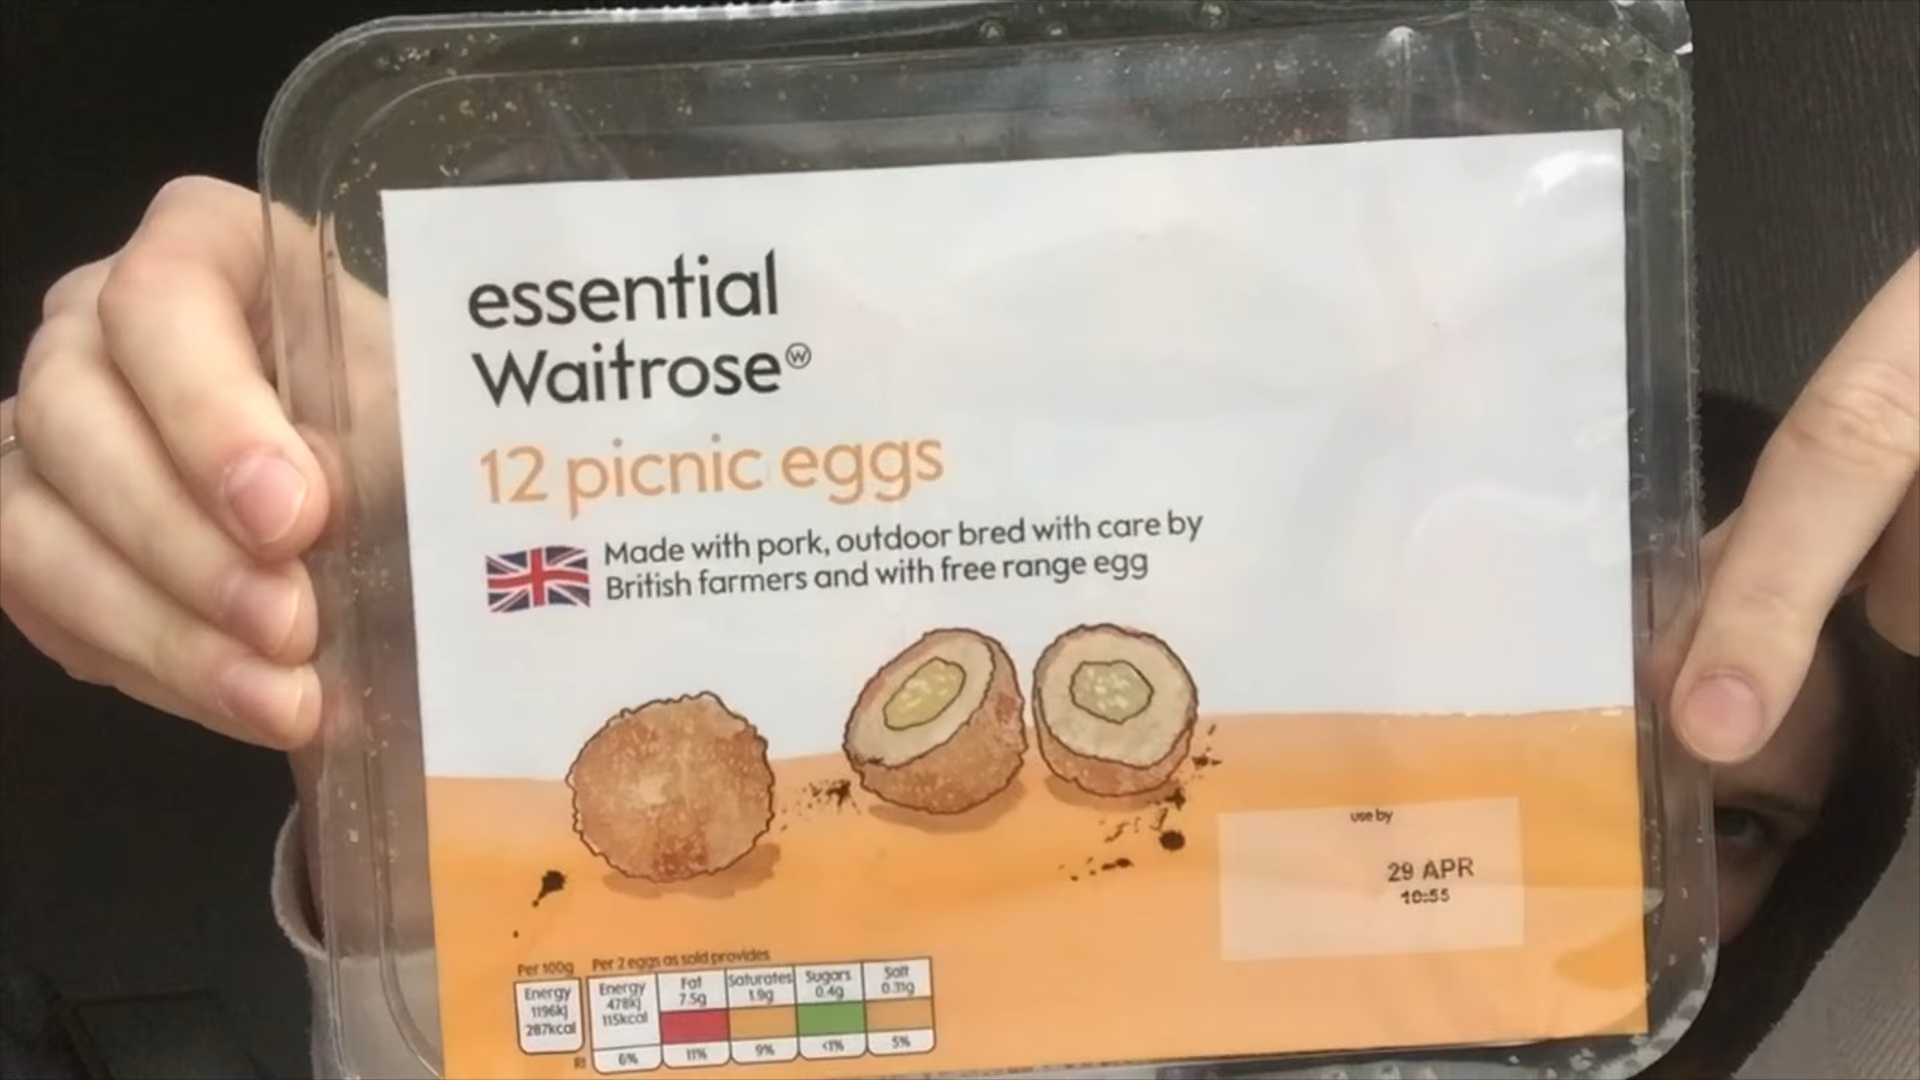 essential
Waitrose Ⓦ
12 picnic eggs
Made with pork, outdoor bred with care by
British farmers and with free range egg
use by
29 APR
10:55
Per 100g
Energy
1196kJ
287kcal
Per 2 eggs as sold provides
Energy
478kJ
115kcal
6%
Fat
7.5g
11%
Saturates
1.9g
9%
Sugars
0.4g
<1%
Salt
0.31g
5%
RI